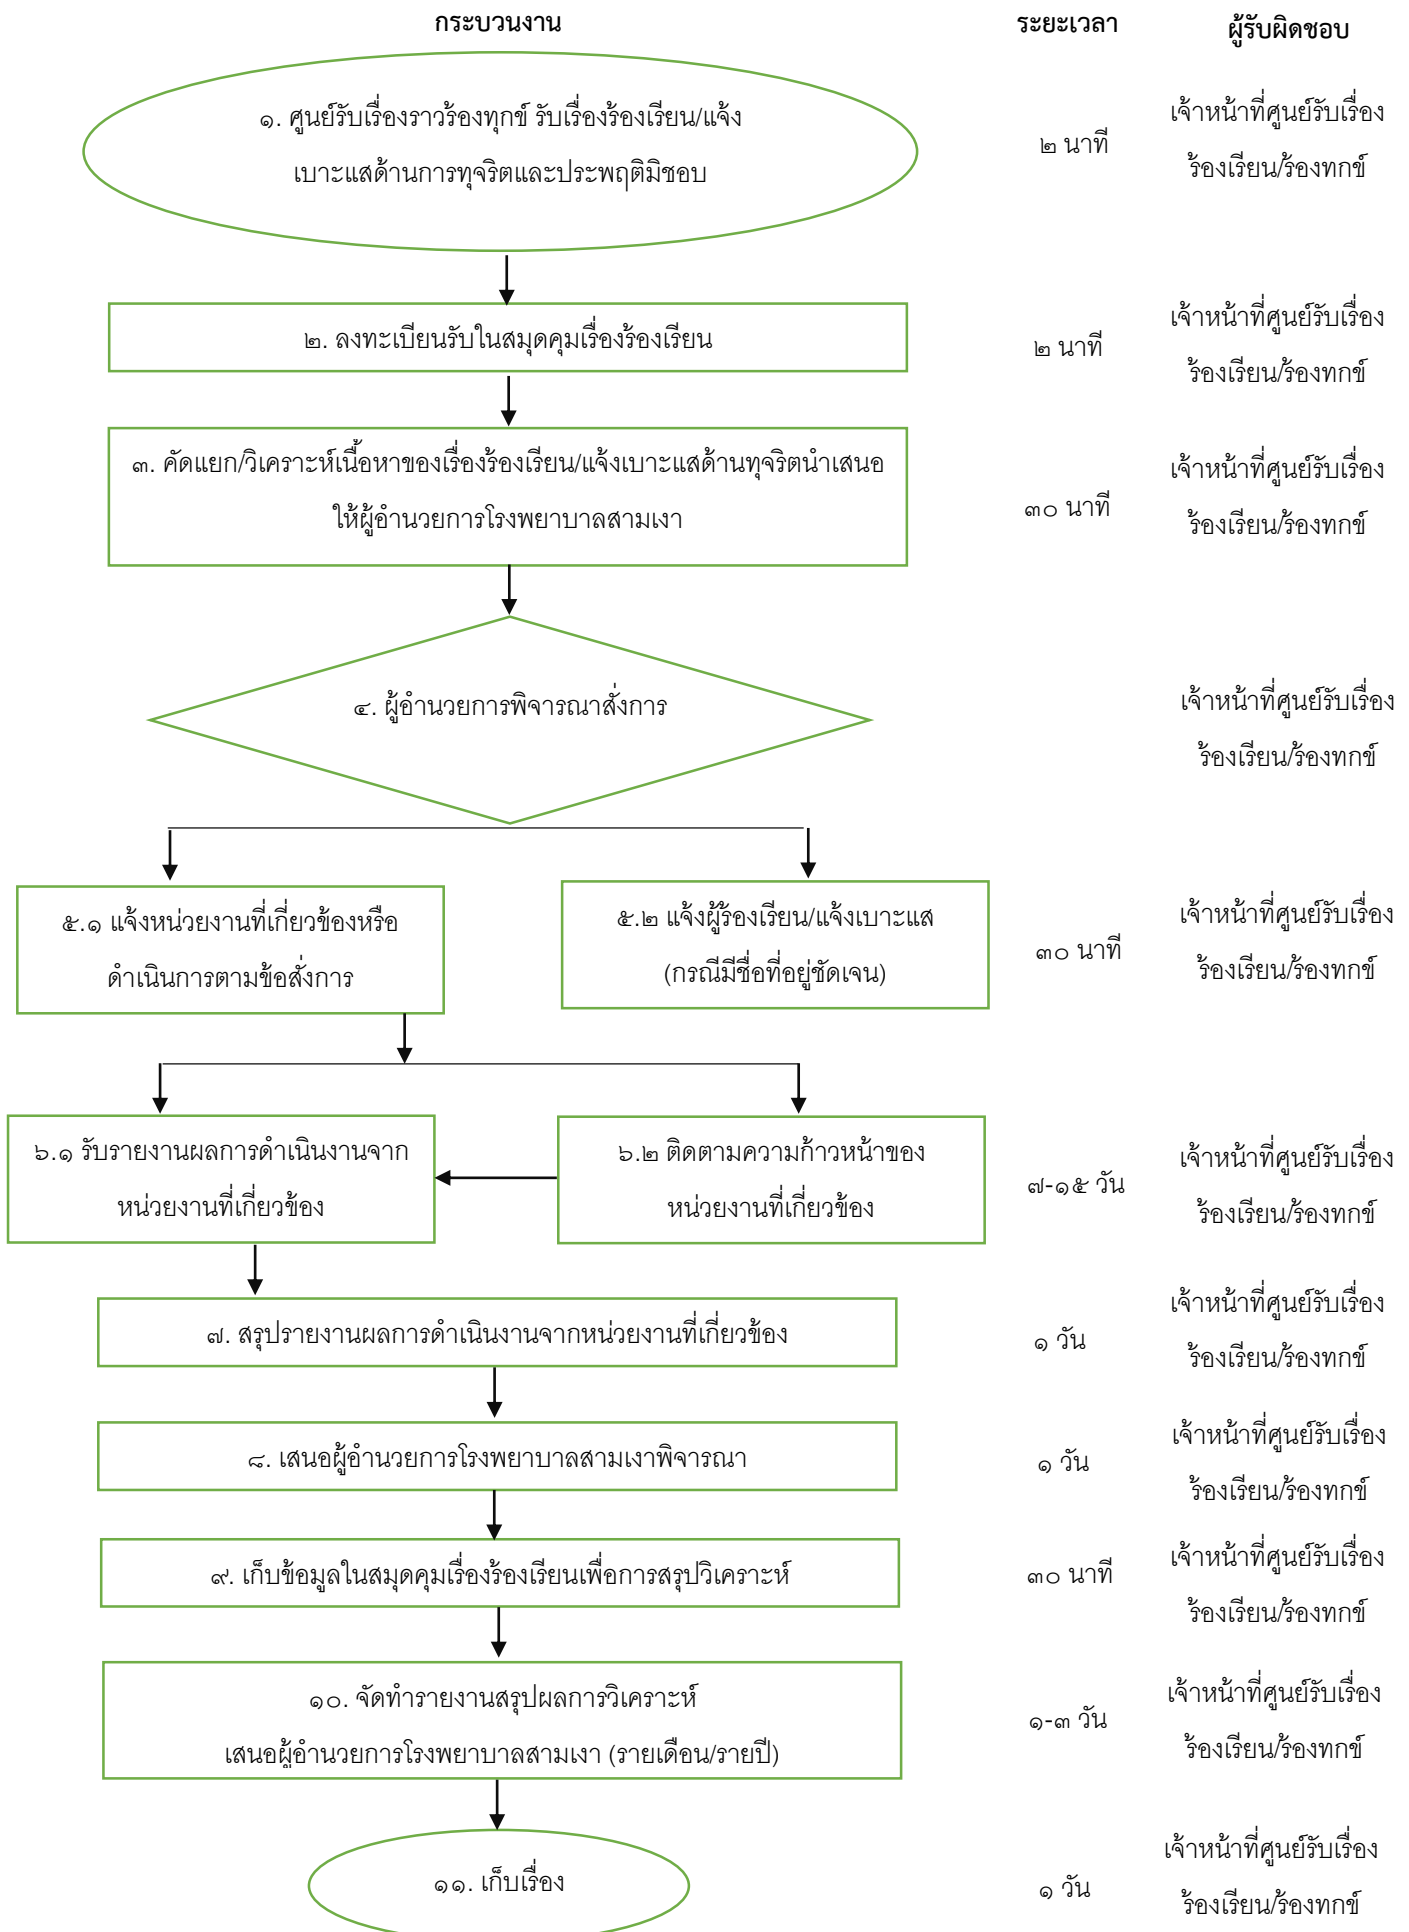 กระบวนงาน
ระยะเวลา
ผู้รับผิดชอบ
๑. ศูนย์รับเรื่องราวร้องทุกข์ รับเรื่องร้องเรียน/แจ้ง
เบาะแสด้านการทุจริตและประพฤติมิชอบ
๒ นาที
เจ้าหน้าที่ศูนย์รับเรื่อง
ร้องเรียน/ร้องทกข์
๒. ลงทะเบียนรับในสมุดคุมเรื่องร้องเรียน
๒ นาที
เจ้าหน้าที่ศูนย์รับเรื่อง
ร้องเรียน/ร้องทกข์
๓. คัดแยก/วิเคราะห์เนื้อหาของเรื่องร้องเรียน/แจ้งเบาะแสด้านทุจริตนำเสนอ
ให้ผู้อำนวยการโรงพยาบาลสามเงา
๓๐ นาที
เจ้าหน้าที่ศูนย์รับเรื่อง
ร้องเรียน/ร้องทกข์
๔. ผู้อำนวยการพิจารณาสั่งการ
เจ้าหน้าที่ศูนย์รับเรื่อง
ร้องเรียน/ร้องทกข์
๕.๑ แจ้งหน่วยงานที่เกี่ยวข้องหรือ
ดำเนินการตามข้อสั่งการ
๕.๒ แจ้งผู้ร้องเรียน/แจ้งเบาะแส
(กรณีมีชื่อที่อยู่ชัดเจน)
๓๐ นาที
เจ้าหน้าที่ศูนย์รับเรื่อง
ร้องเรียน/ร้องทกข์
๖.๑ รับรายงานผลการดำเนินงานจาก
หน่วยงานที่เกี่ยวข้อง
๖.๒ ติดตามความก้าวหน้าของ
หน่วยงานที่เกี่ยวข้อง
๗-๑๕ วัน
เจ้าหน้าที่ศูนย์รับเรื่อง
ร้องเรียน/ร้องทกข์
๗. สรุปรายงานผลการดำเนินงานจากหน่วยงานที่เกี่ยวข้อง
๑ วัน
เจ้าหน้าที่ศูนย์รับเรื่อง
ร้องเรียน/ร้องทกข์
๘. เสนอผู้อำนวยการโรงพยาบาลสามเงาพิจารณา
๑ วัน
เจ้าหน้าที่ศูนย์รับเรื่อง
ร้องเรียน/ร้องทกข์
๙. เก็บข้อมูลในสมุดคุมเรื่องร้องเรียนเพื่อการสรุปวิเคราะห์
๓๐ นาที
เจ้าหน้าที่ศูนย์รับเรื่อง
ร้องเรียน/ร้องทกข์
๑๐. จัดทำรายงานสรุปผลการวิเคราะห์
เสนอผู้อำนวยการโรงพยาบาลสามเงา (รายเดือน/รายปี)
๑-๓ วัน
เจ้าหน้าที่ศูนย์รับเรื่อง
ร้องเรียน/ร้องทกข์
๑๑. เก็บเรื่อง
๑ วัน
เจ้าหน้าที่ศูนย์รับเรื่อง
ร้องเรียน/ร้องทกข์